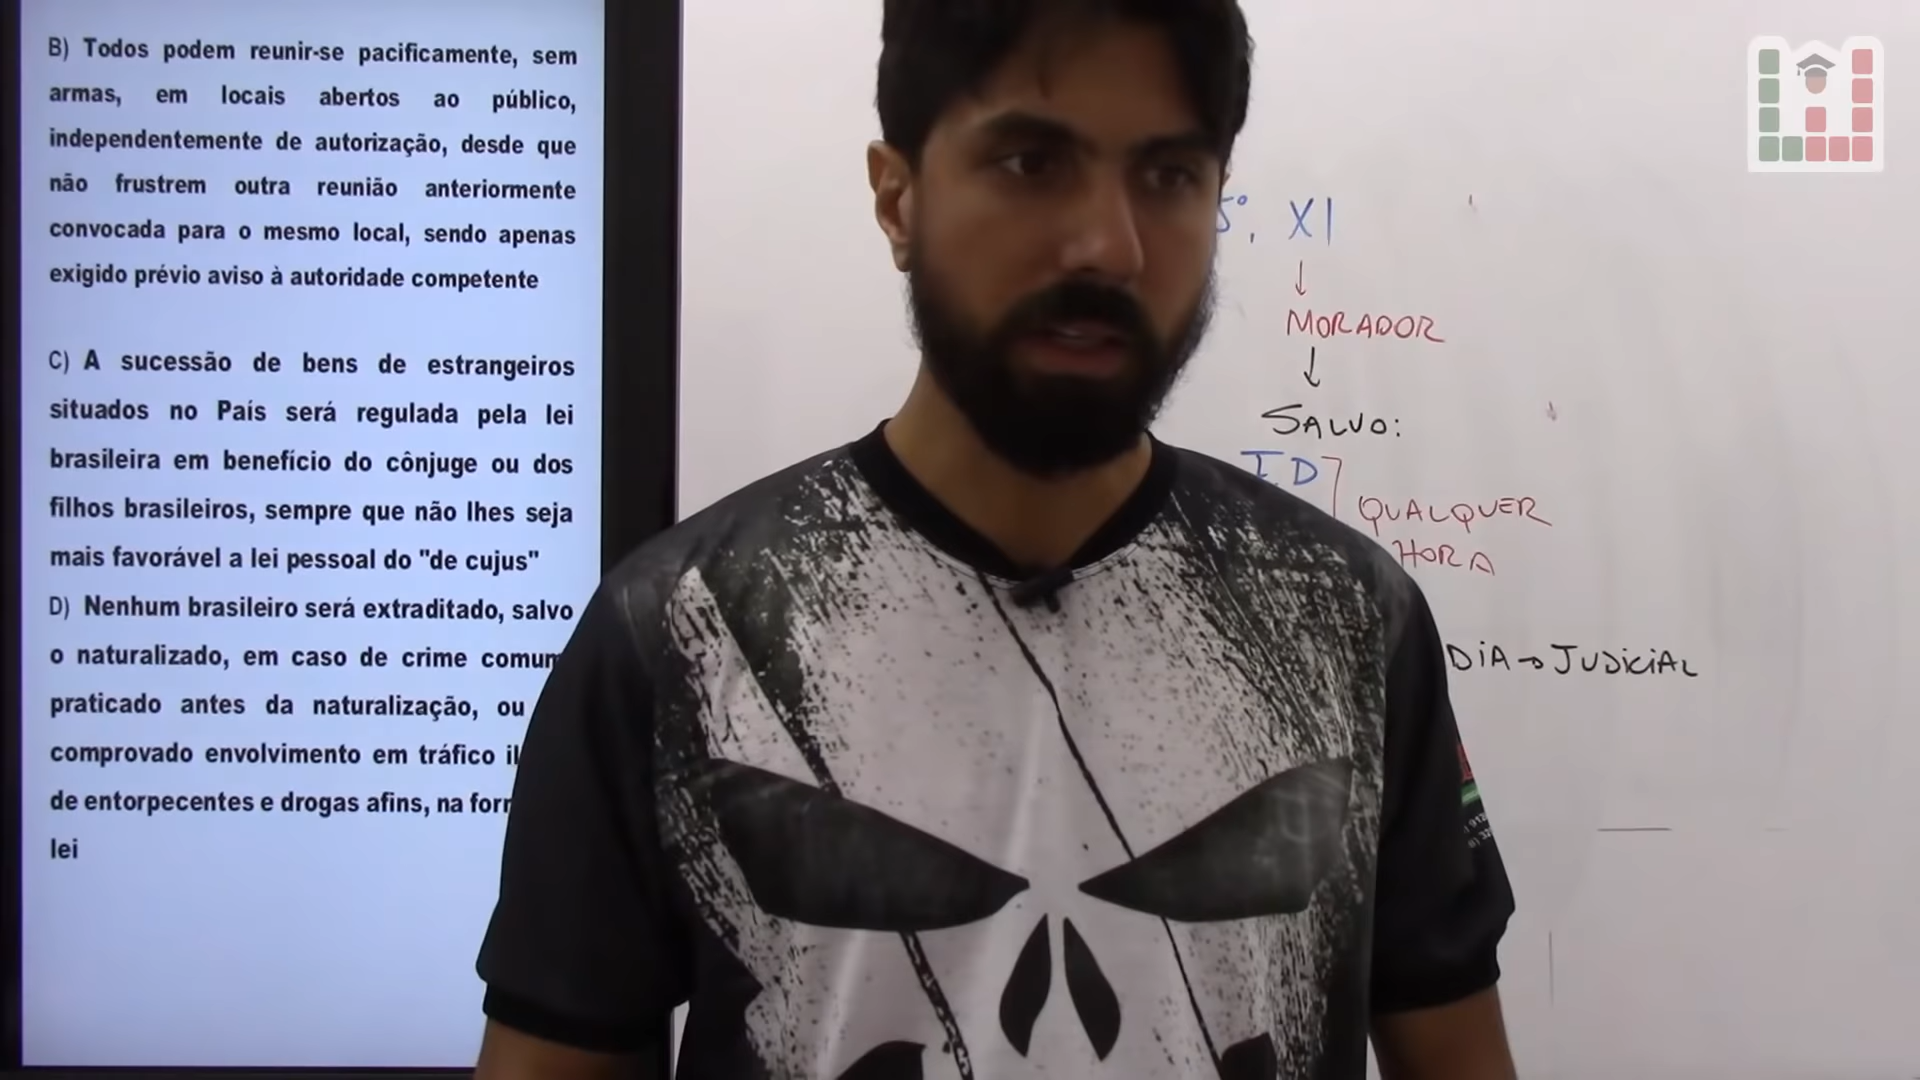 B) Todos podem reunir-se pacificamente, sem
armas, em locais abertos ao público,
independentemente de autorização, desde que
não frustrem outra reunião anteriormente
convocada para o mesmo local, sendo apenas
exigido prévio aviso à autoridade competente
C) A sucessão de bens de estrangeiros
situados no País será regulada pela lei
brasileira em benefício do cônjuge ou dos
filhos brasileiros, sempre que não lhes seja
mais favorável a lei pessoal do "de cujus"
D) Nenhum brasileiro será extraditado, salvo
o naturalizado, em caso de crime comum
praticado antes da naturalização, ou
comprovado envolvimento em tráfico
de entorpecentes e drogas afins, na
lei
5º, XI
↓
MORADOR
↓
SALVO:
QUALQUER
HORA
DIA → JUDICIAL